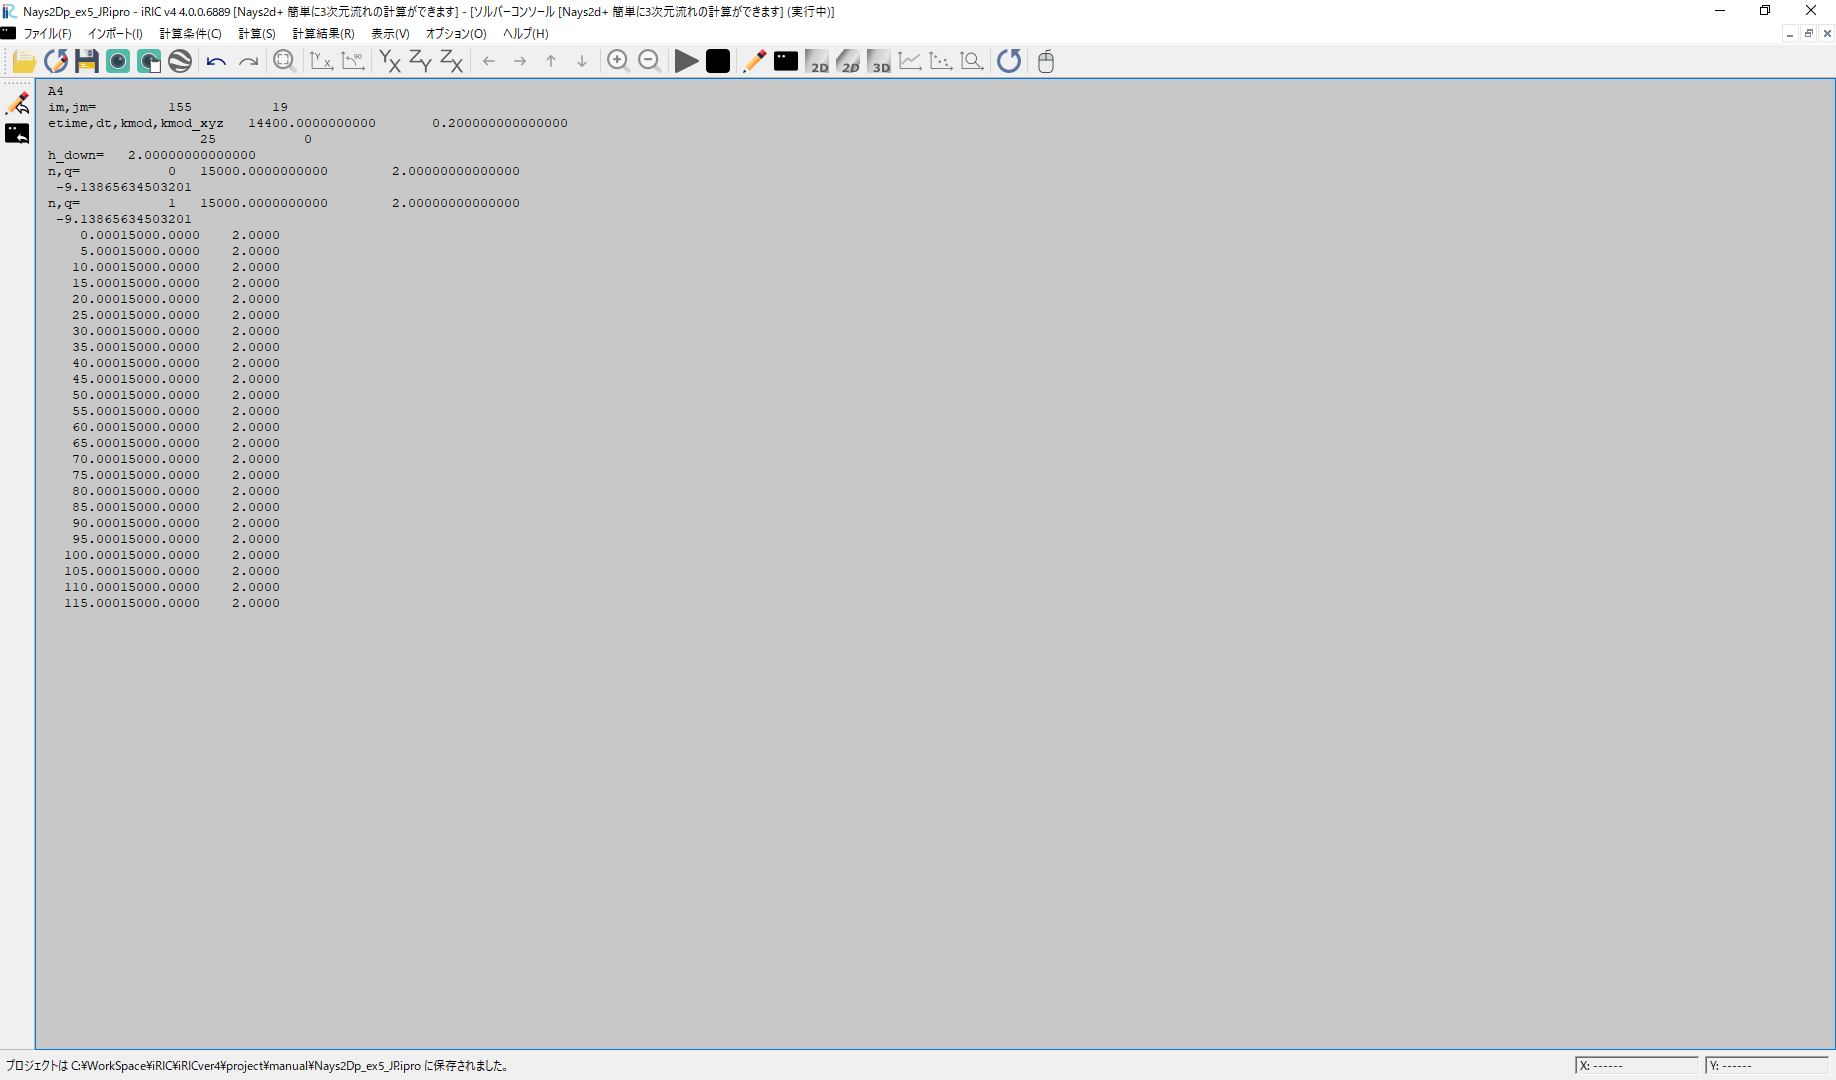 Nays2Dp_ex5_JP.ipro - iRIC v4 4.0.0.6889 [Nays2d+ 簡単に3次元流れの計算ができます] - [ソルバーコンソール [Nays2d+ 簡単に3次元流れの計算ができます] (実行中)]
ファイル(F) インポート(I) 計算条件(C) 計算(S) 計算結果(R) 表示(V) オプション(O) ヘルプ(H)
2D 2D 3D
A4
im,jm= 155 19
etime,dt,kmod,kmod_xyz 14400.0000000000 0.200000000000000
25 0
h_down= 2.00000000000000
n,q= 0 15000.0000000000 2.00000000000000
-9.13865634503201
n,q= 1 15000.0000000000 2.00000000000000
-9.13865634503201
0.00015000.0000 2.0000
5.00015000.0000 2.0000
10.00015000.0000 2.0000
15.00015000.0000 2.0000
20.00015000.0000 2.0000
25.00015000.0000 2.0000
30.00015000.0000 2.0000
35.00015000.0000 2.0000
40.00015000.0000 2.0000
45.00015000.0000 2.0000
50.00015000.0000 2.0000
55.00015000.0000 2.0000
60.00015000.0000 2.0000
65.00015000.0000 2.0000
70.00015000.0000 2.0000
75.00015000.0000 2.0000
80.00015000.0000 2.0000
85.00015000.0000 2.0000
90.00015000.0000 2.0000
95.00015000.0000 2.0000
100.00015000.0000 2.0000
105.00015000.0000 2.0000
110.00015000.0000 2.0000
115.00015000.0000 2.0000
プロジェクトは C:¥WorkSpace¥iRIC¥iRICver4¥project¥manual¥Nays2Dp_ex5_JP.ipro に保存されました。
X: ------ Y: ------